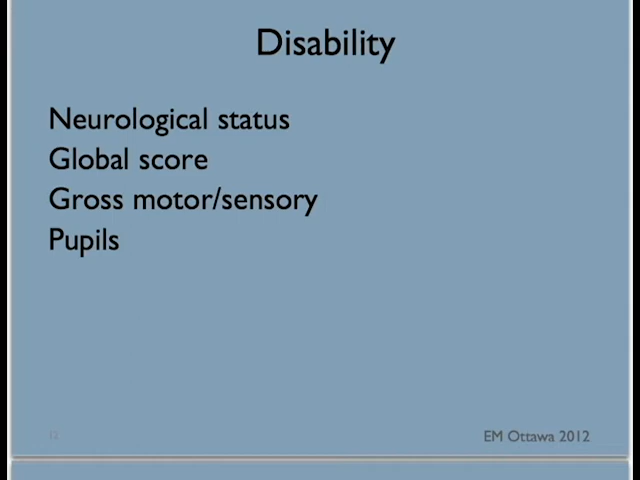 Disability
Neurological status
Global score
Gross motor/sensory
Pupils
EM Ottawa 2012